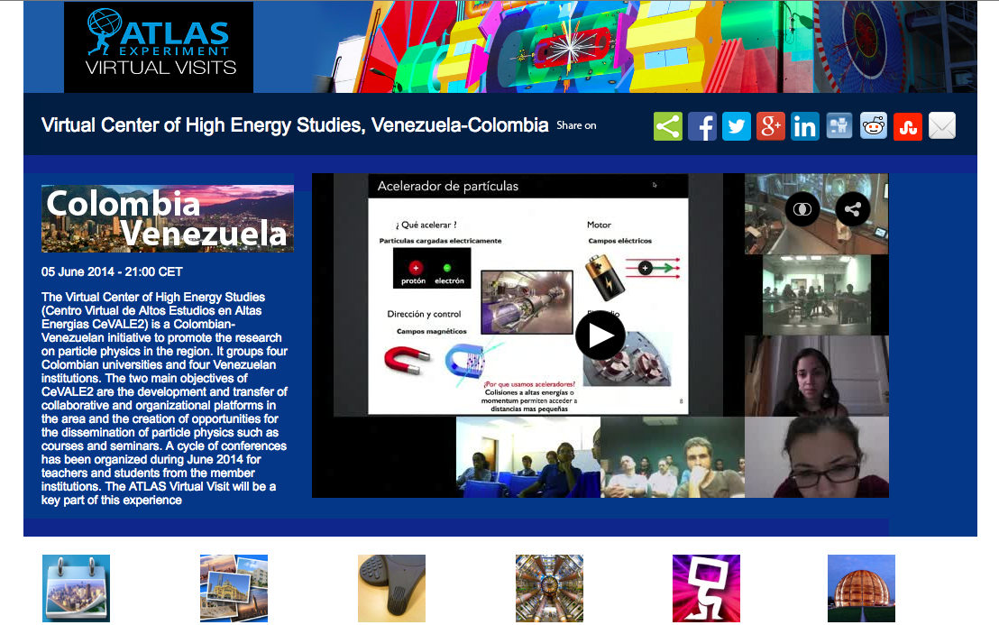 ATLAS
EXPERIMENT
VIRTUAL VISITS
Virtual Center of High Energy Studies, Venezuela-Colombia
Share on
Colombia
Venezuela
05 June 2014 - 21:00 CET
The Virtual Center of High Energy Studies
(Centro Virtual de Altos Estudios en Altas
Energias CeVALE2) is a Colombian-
Venezuelan initiative to promote the research
on particle physics in the region. It groups four
Colombian universities and four Venezuelan
institutions. The two main objectives of
CeVALE2 are the development and transfer of
collaborative and organizational platforms in
the area and the creation of opportunities for
the dissemination of particle physics such as
courses and seminars. A cycle of conferences
has been organized during June 2014 for
teachers and students from the member
institutions. The ATLAS Virtual Visit will be a
key part of this experience
Acelerador de partículas
¿ Qué acelerar ?
Partículas cargadas electricamente
protón electrón
Motor
Campos eléctricos
Dirección y control
Campos magnéticos
¿Por que usamos aceleradores?
Colisiones a altas energías o
momentum permiten acceder a
distancias mas pequeñas
8